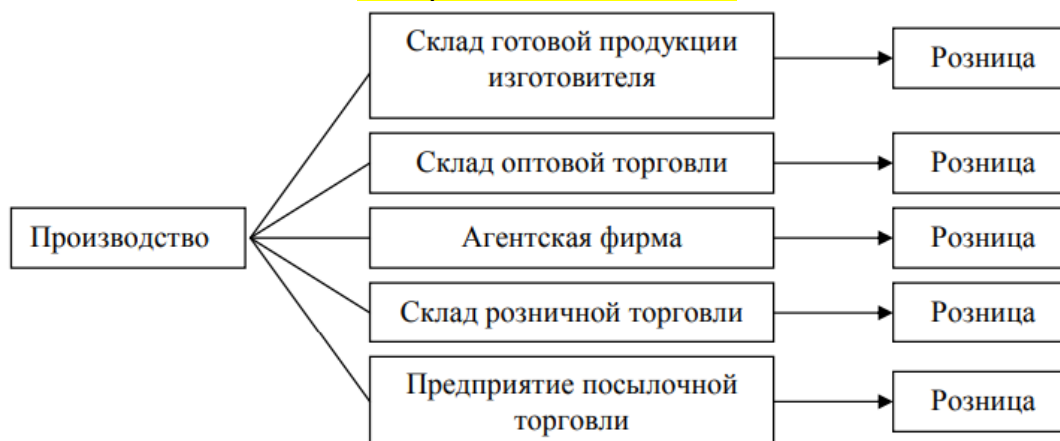 Склад готовой продукции
изготовителя
Розница
Склад оптовой торговли
Розница
Производство
Агентская фирма
Розница
Склад розничной торговли
Розница
Предприятие посылочной
торговли
Розница